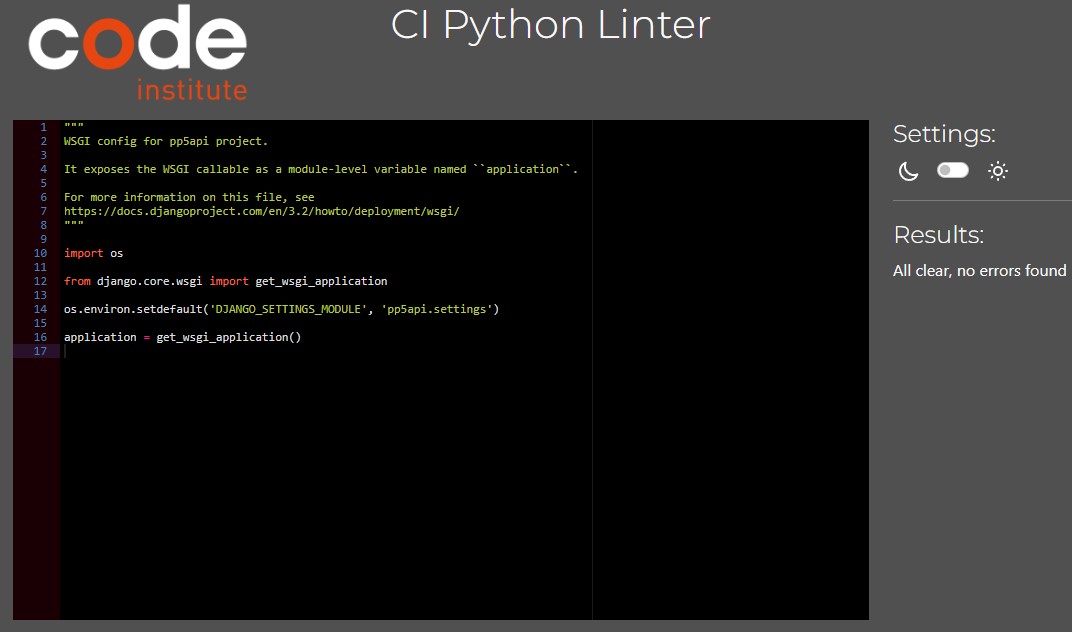 code
institute
CI Python Linter
1 """
2 WSGI config for pp5api project.
3
4 It exposes the WSGI callable as a module-level variable named ``application``.
5
6 For more information on this file, see
7 https://docs.djangoproject.com/en/3.2/howto/deployment/wsgi/
8 """
9
10 import os
11
12 from django.core.wsgi import get_wsgi_application
13
14 os.environ.setdefault('DJANGO_SETTINGS_MODULE', 'pp5api.settings')
15
16 application = get_wsgi_application()
17
Settings:
Results:
All clear, no errors found